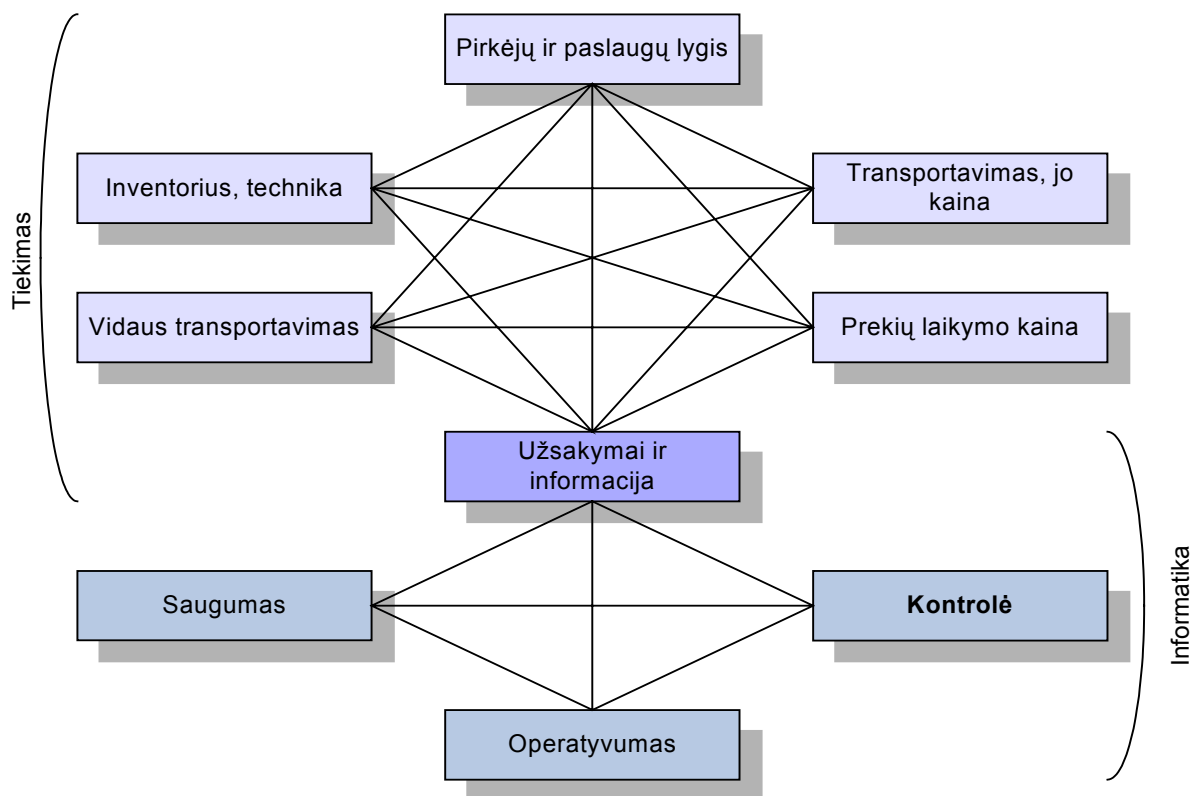 Pirkėjų ir paslaugų lygis
Inventorius, technika
Transportavimas, jo
kaina
Tiekimas
Vidaus transportavimas
Prekių laikymo kaina
Užsakymai ir
informacija
Saugumas
Kontrolė
Informatika
Operatyvumas